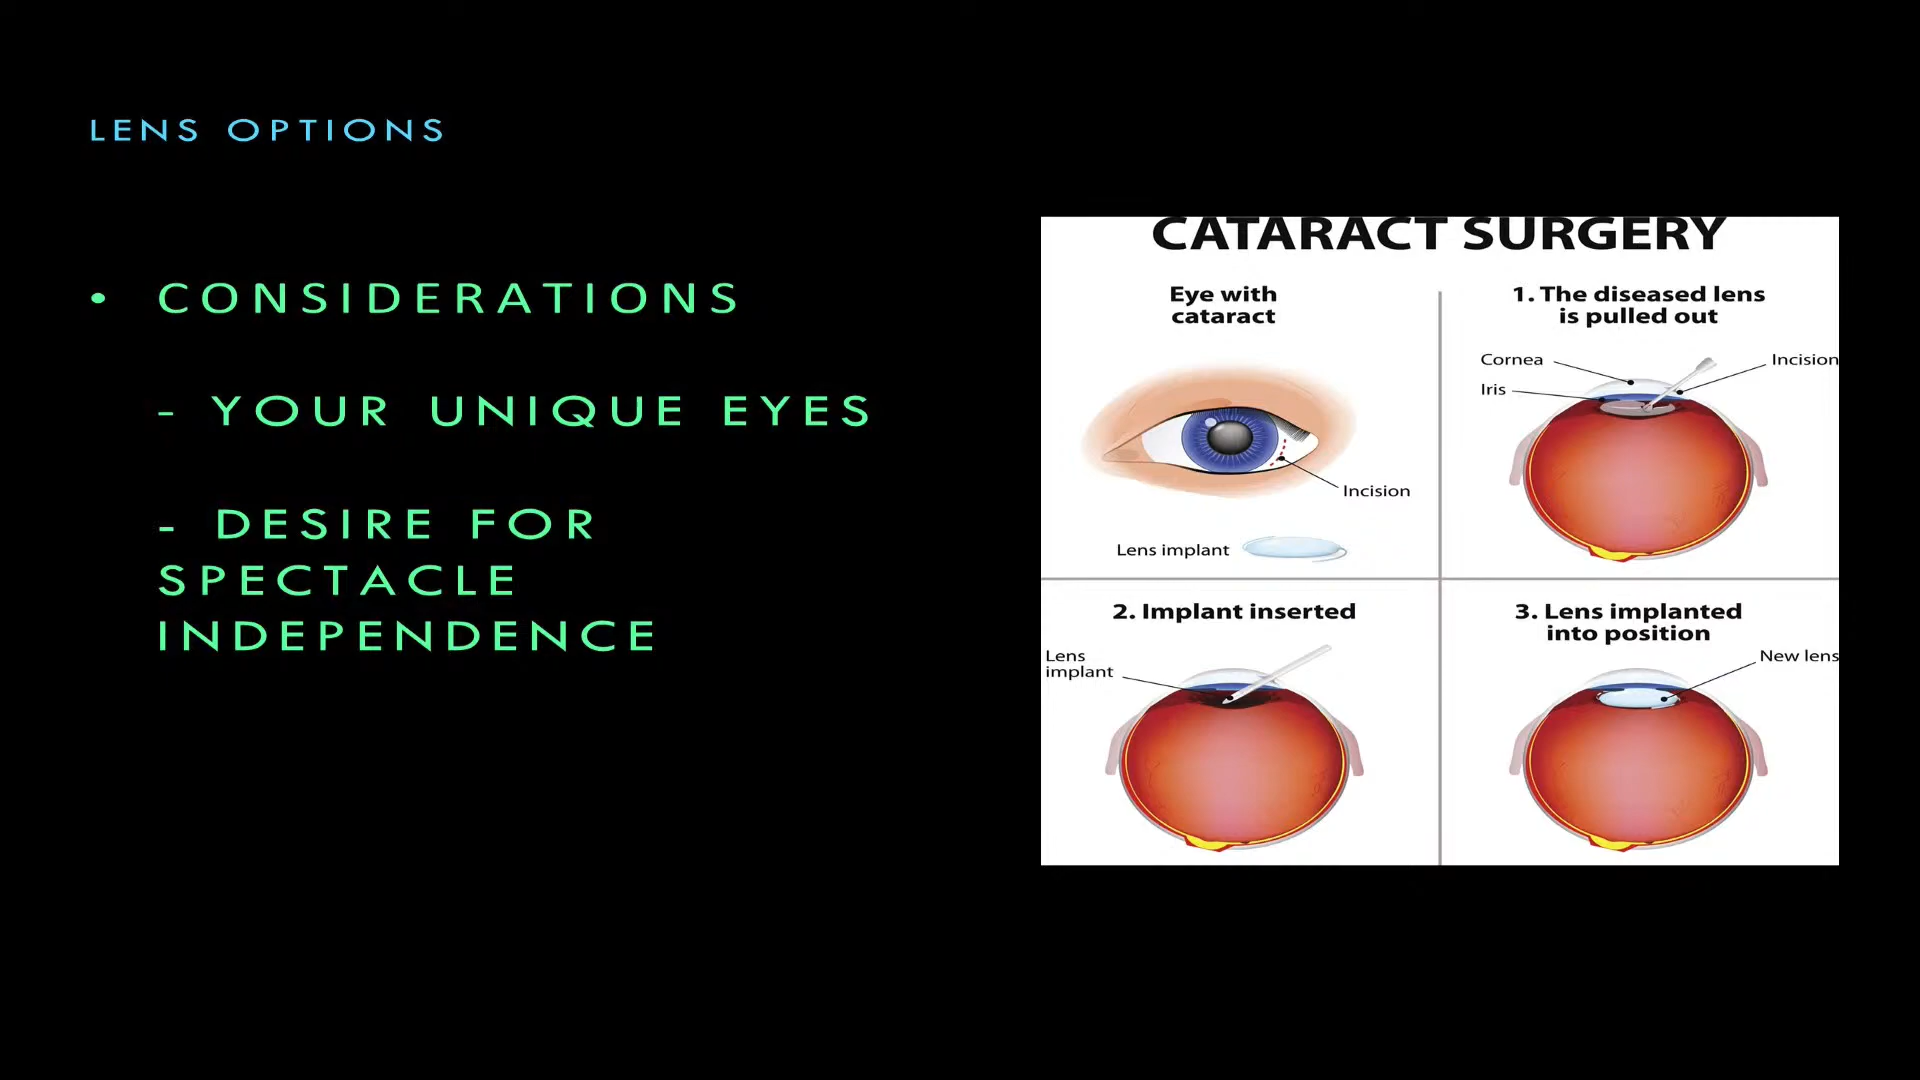 LENS OPTIONS
• CONSIDERATIONS
- YOUR UNIQUE EYES
- DESIRE FOR
SPECTACLE
INDEPENDENCE
CATARACT SURGERY
Eye with
cataract
Incision
Lens implant
1. The diseased lens
is pulled out
Cornea
Incision
Iris
2. Implant inserted
Lens
implant
3. Lens implanted
into position
New lens